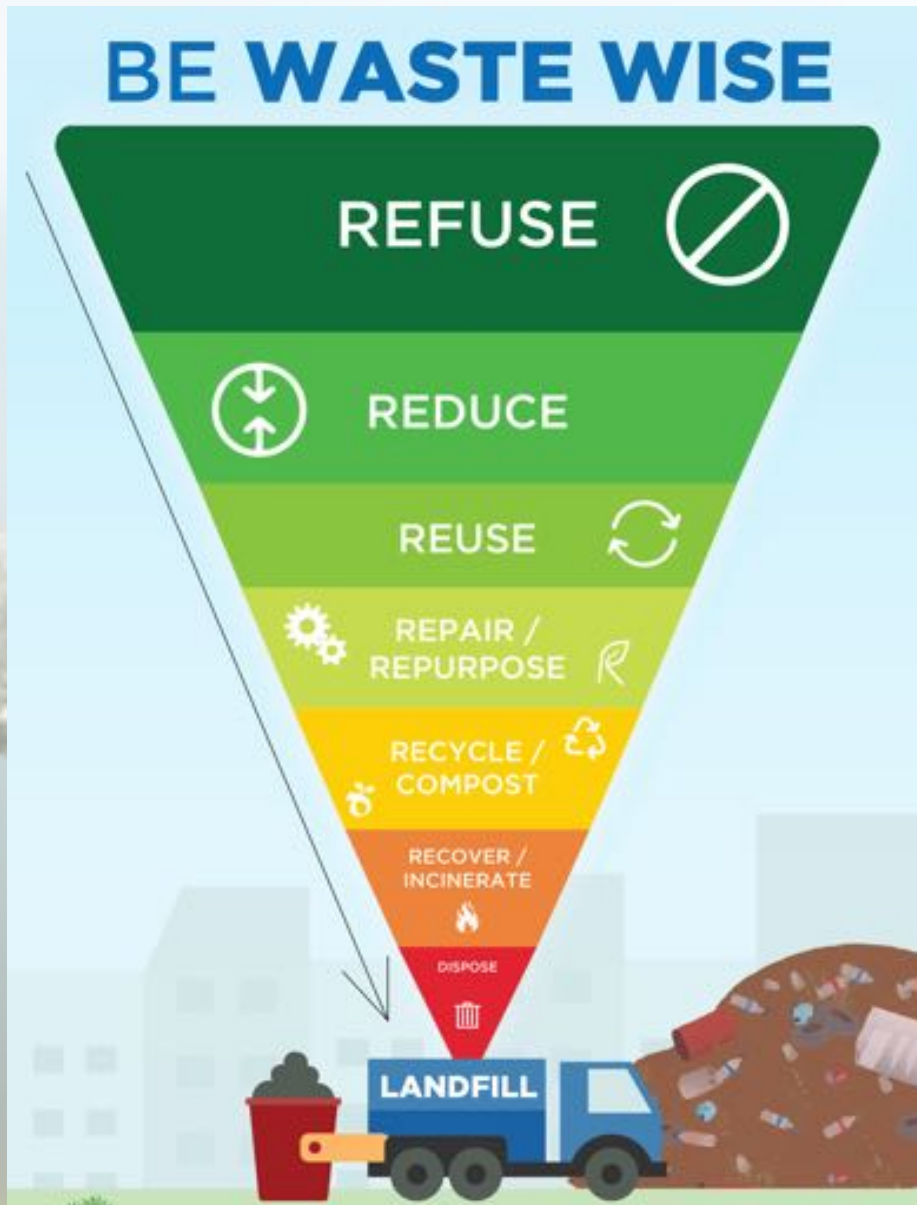 BE WASTE WISE
REFUSE
REDUCE
REUSE
REPAIR /
REPURPOSE
RECYCLE /
COMPOST
RECOVER /
INCINERATE
DISPOSE
LANDFILL